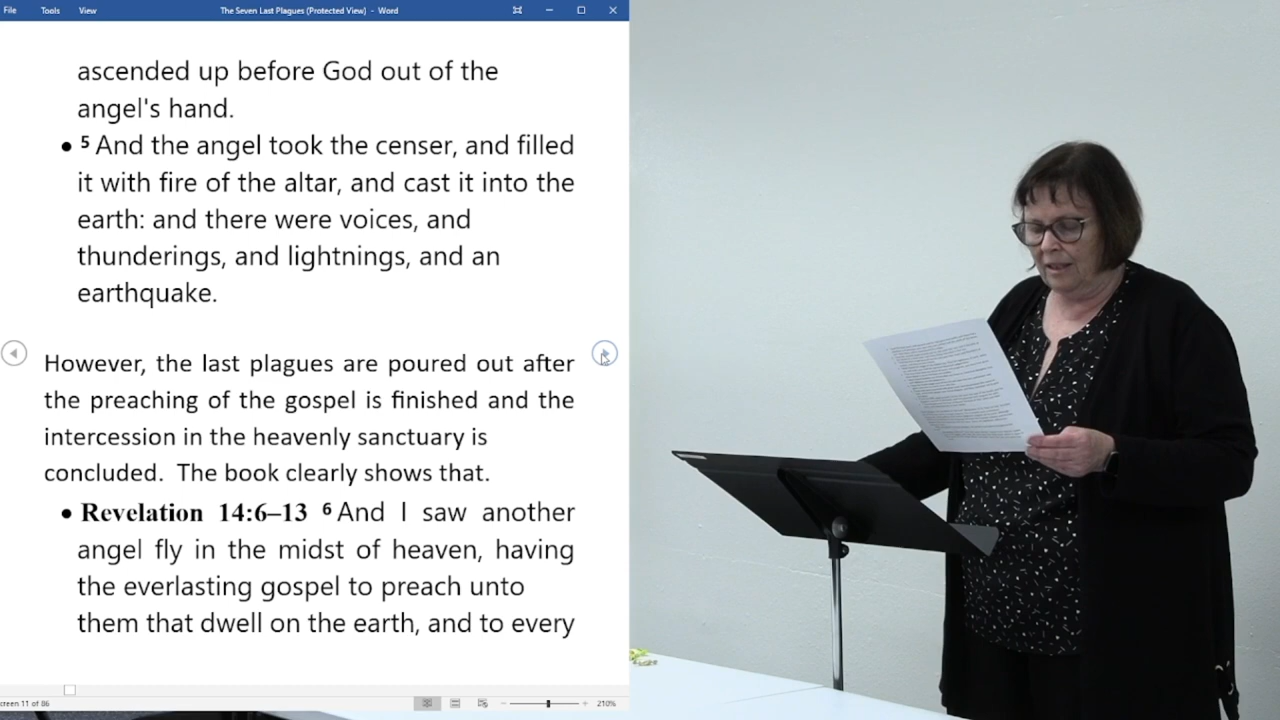 File Tools View The Seven Last Plagues (Protected View) - Word
ascended up before God out of the
angel's hand.
• 5 And the angel took the censer, and filled
it with fire of the altar, and cast it into the
earth: and there were voices, and
thunderings, and lightnings, and an
earthquake.
However, the last plagues are poured out after
the preaching of the gospel is finished and the
intercession in the heavenly sanctuary is
concluded. The book clearly shows that.
• Revelation 14:6–13 6 And I saw another
angel fly in the midst of heaven, having
the everlasting gospel to preach unto
them that dwell on the earth, and to every
creen 11 of 86 210%